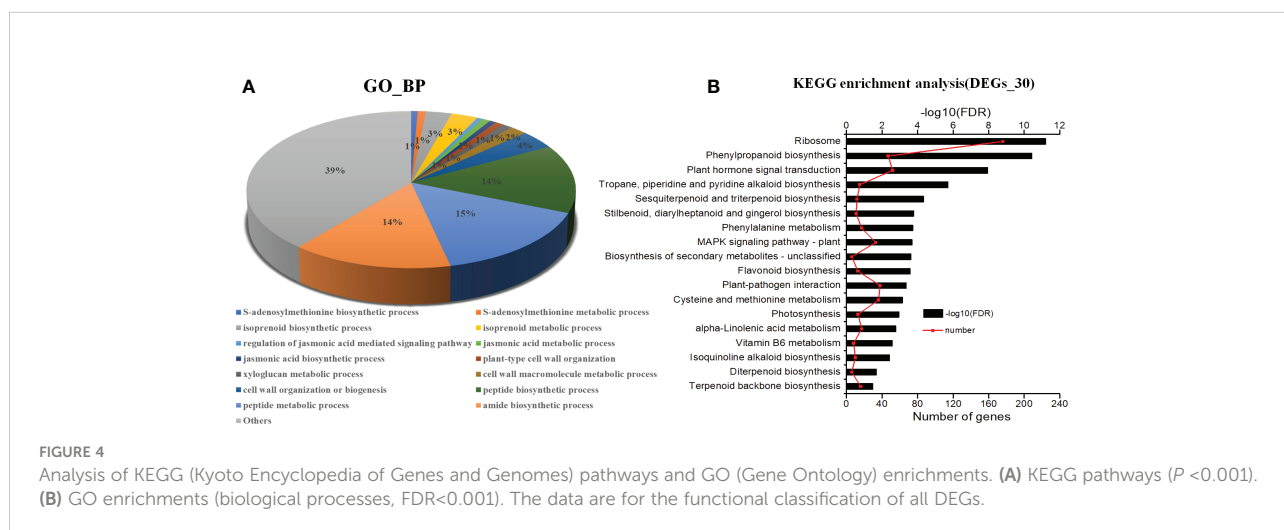 A
GO_BP
1%
1%
3%
3%
1%
1%
2%
4%
1%
14%
39%
14%
15%
S-adenosylmethionine biosynthetic process
S-adenosylmethionine metabolic process
isoprenoid biosynthetic process
isoprenoid metabolic process
regulation of jasmonic acid mediated signaling pathway
jasmonic acid metabolic process
jasmonic acid biosynthetic process
plant-type cell wall organization
xyloglucan metabolic process
cell wall macromolecule metabolic process
cell wall organization or biogenesis
peptide biosynthetic process
peptide metabolic process
amide biosynthetic process
Others
B
KEGG enrichment analysis(DEGs_30)
-log10(FDR)
0 2 4 6 8 10 12
Ribosome
Phenylpropanoid biosynthesis
Plant hormone signal transduction
Tropane, piperidine and pyridine alkaloid biosynthesis
Sesquiterpenoid and triterpenoid biosynthesis
Stilbenoid, diarylheptanoid and gingerol biosynthesis
Phenylalanine metabolism
MAPK signaling pathway - plant
Biosynthesis of secondary metabolites - unclassified
Flavonoid biosynthesis
Plant-pathogen interaction
Cysteine and methionine metabolism
Photosynthesis
alpha-Linolenic acid metabolism
Vitamin B6 metabolism
Isoquinoline alkaloid biosynthesis
Diterpenoid biosynthesis
Terpenoid backbone biosynthesis
-log10(FDR)
number
0 40 80 120 160 200 240
Number of genes
FIGURE 4
Analysis of KEGG (Kyoto Encyclopedia of Genes and Genomes) pathways and GO (Gene Ontology) enrichments. (A) KEGG pathways (P <0.001).
(B) GO enrichments (biological processes, FDR<0.001). The data are for the functional classification of all DEGs.